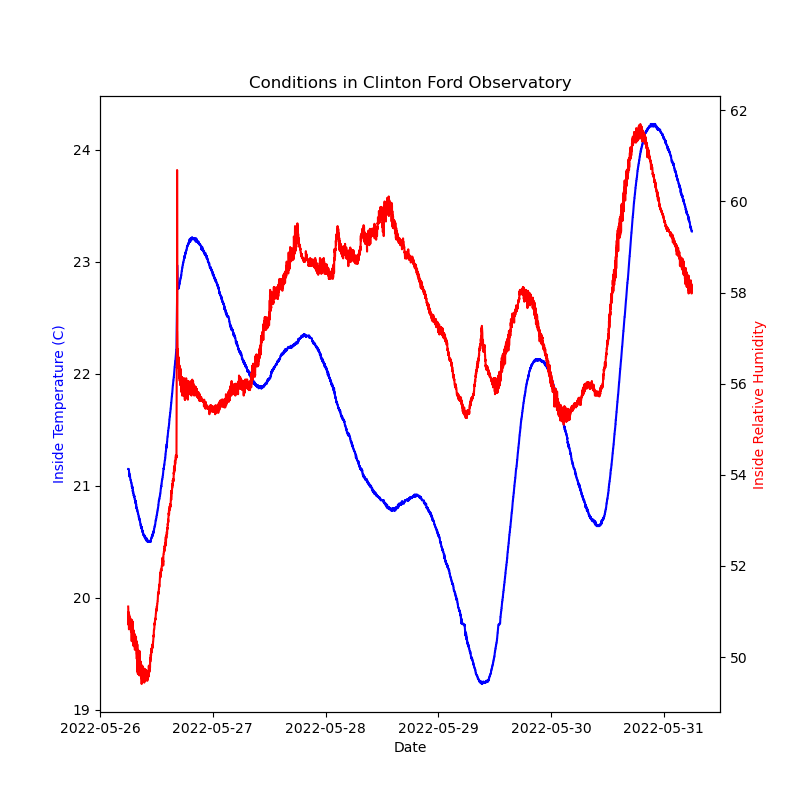 Conditions in Clinton Ford Observatory
Inside Temperature (C)
24
23
22
21
20
19
62
60
58
56
54
52
50
Inside Relative Humidity
2022-05-26 2022-05-27 2022-05-28 2022-05-29 2022-05-30 2022-05-31
Date